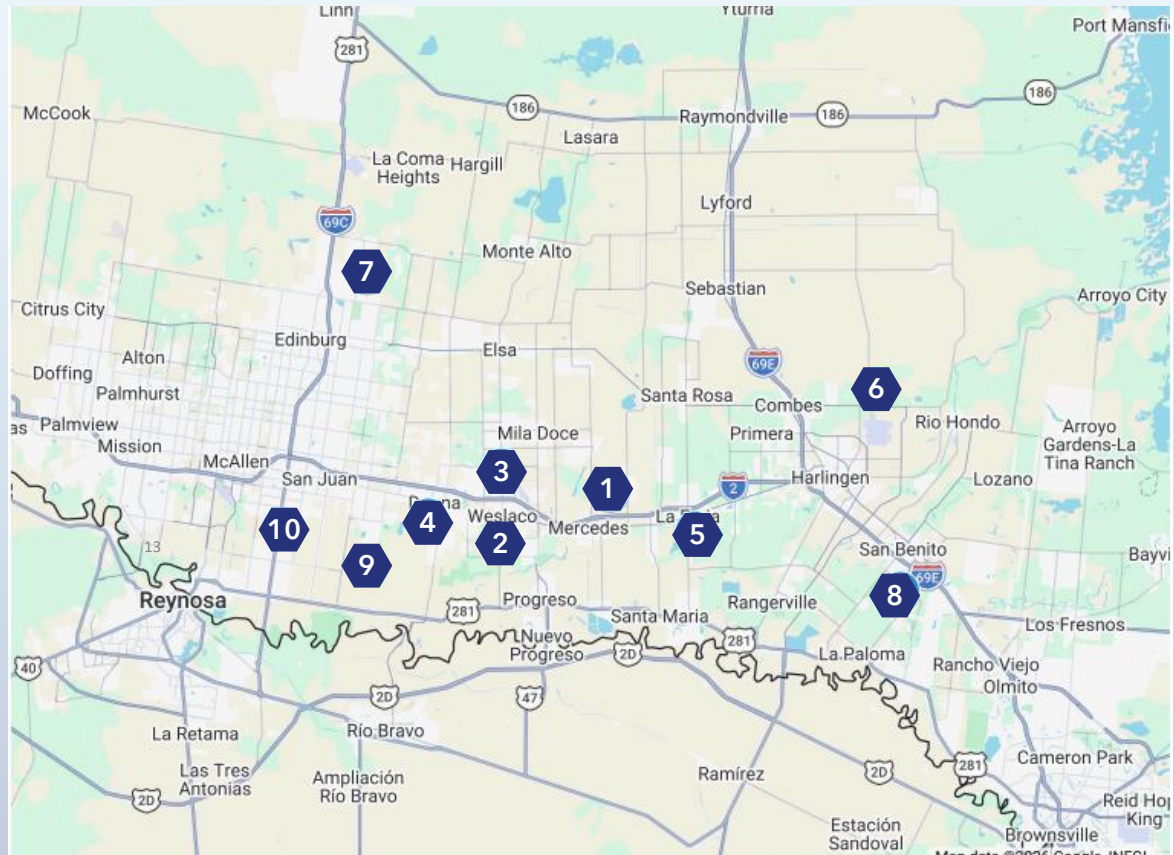 Linn
Yturria
Port Mansfi
281
186
186
186
McCook
Raymondville
Lasara
La Coma
Heights
Hargill
Lyford
69C
7
Monte Alto
Sebastian
Citrus City
Arroyo City
Edinburg
Elsa
Alton
69E
Doffing
Palmhurst
6
Santa Rosa
Combes
as
Palmview
Rio Hondo
Arroyo
Gardens-La
Tina Ranch
Mission
Mila Doce
Primera
McAllen
3
San Juan
1
2
Harlingen
Lozano
Weslaco
4
Mercedes
10
2
5
13
San Benito
Bayvi
9
69E
8
Reynosa
281
Progreso
Santa Maria
Rangerville
Los Fresnos
Nuevo
Progreso
2D
281
La Paloma
40
Rancho Viejo
Olmito
2D
47
La Retama
Río Bravo
Cameron Park
281
Las Tres
Antonias
Ampliación
Río Bravo
Ramírez
2D
2D
Reid Hop
King
Estación
Sandoval
Brownsville